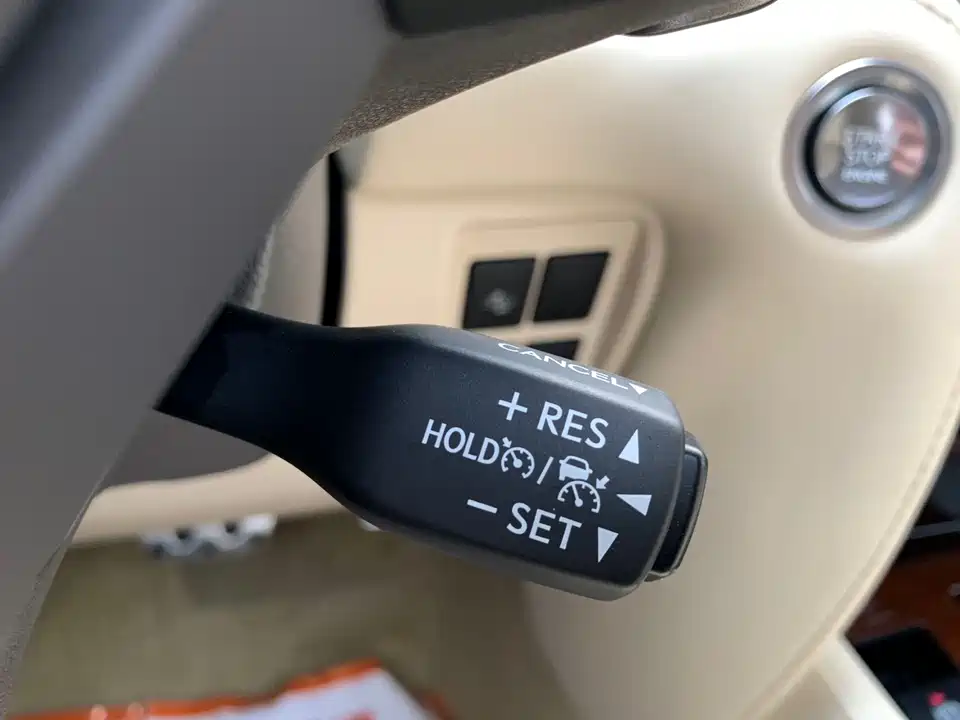 START
STOP
ENGINE
CANCEL
+ RES
HOLD /
− SET